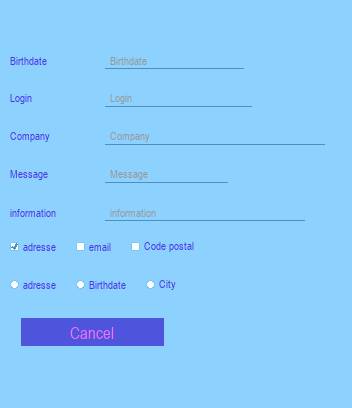 Birthdate Birthdate
Login Login
Company Company
Message Message
information information
adresse email Code postal
adresse Birthdate City
Cancel